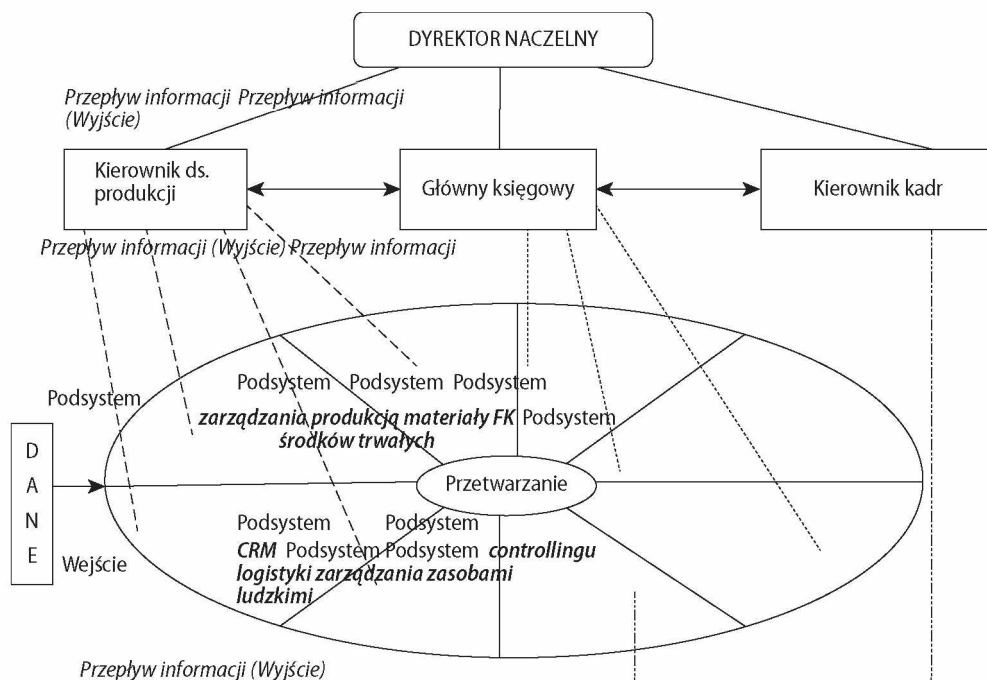 DYREKTOR NACZELNY
Przepływ informacji Przepływ informacji
(Wyjście)
Kierownik ds.
produkcji
Główny księgowy
Kierownik kadr
Przepływ informacji (Wyjście) Przepływ informacji
Podsystem Podsystem Podsystem
Podsystem
zarządzania produkcją materiały FK Podsystem
środków trwałych
D
A
N
E
Przetwarzanie
Podsystem Podsystem
CRM Podsystem Podsystem controllingu
Wejście
logistyki zarządzania zasobami
ludzkimi
Przepływ informacji (Wyjście)